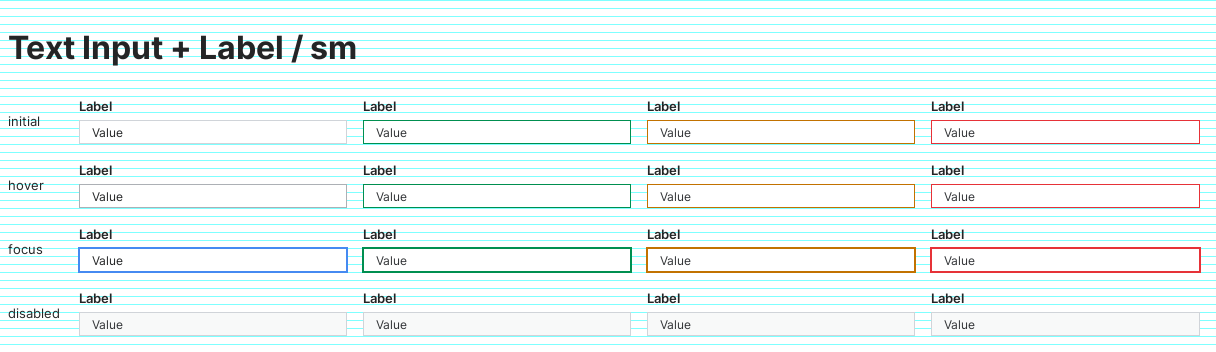 Text Input + Label / sm
Label Label Label Label
initial Value Value Value Value
Label Label Label Label
hover Value Value Value Value
Label Label Label Label
focus Value Value Value Value
Label Label Label Label
disabled Value Value Value Value